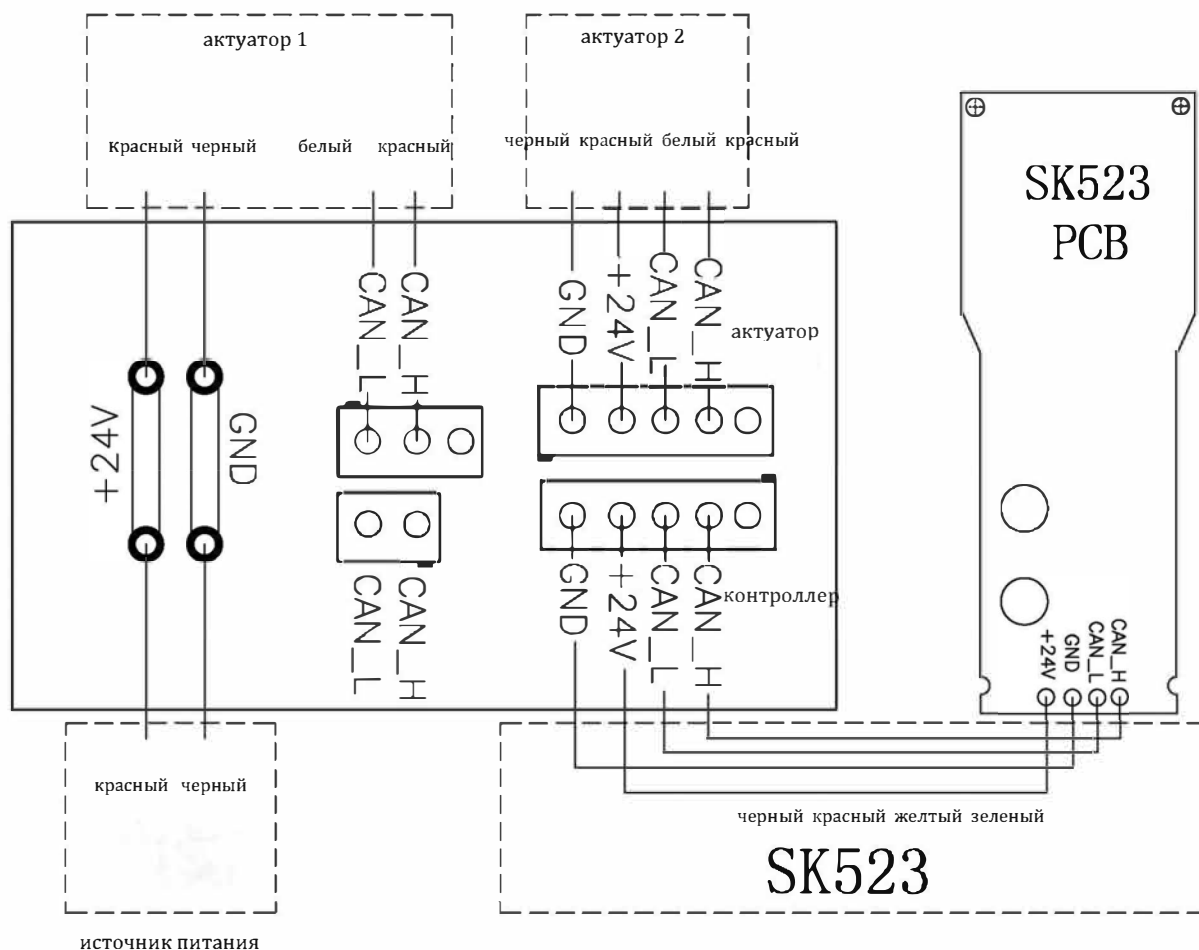 актуатор 1
актуатор 2
красный черный
белый красный
черный красный белый красный
SK523
PCB
CAN_L
CAN_H
GND
+24V
CAN_L
CAN_H
актуатор
+24V
GND
CAN_L
CAN_H
GND
+24V
CAN_L
CAN_H
контроллер
+24V
GND
CAN_L
CAN_H
красный черный
черный красный желтый зеленый
SK523
источник питания